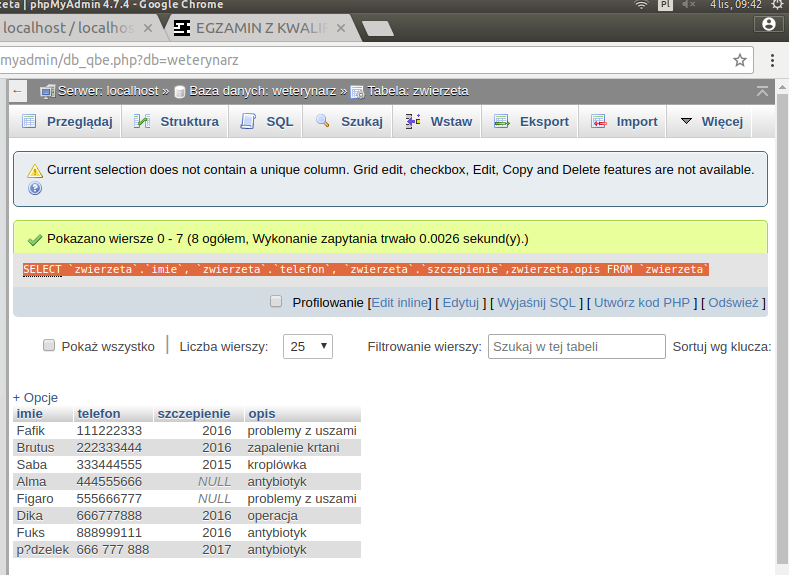 zeta | phpMyAdmin 4.7.4 - Google Chrome Pl 4 lis, 09:42
localhost / localhos × EGZAMIN Z KWALIF ×
myadmin/db_qbe.php?db=weterynarz
← Serwer: localhost » Baza danych: weterynarz » Tabela: zwierzeta
Przeglądaj Struktura SQL Szukaj Wstaw Eksport Import Więcej
Current selection does not contain a unique column. Grid edit, checkbox, Edit, Copy and Delete features are not available.
Pokazano wiersze 0 - 7 (8 ogółem, Wykonanie zapytania trwało 0.0026 sekund(y).)
SELECT `zwierzeta`.`imie`, `zwierzeta`.`telefon`, `zwierzeta`.`szczepienie`,zwierzeta.opis FROM `zwierzeta`
Profilowanie [Edit inline] [ Edytuj ] [ Wyjaśnij SQL ] [ Utwórz kod PHP ] [ Odśwież ]
Pokaż wszystko | Liczba wierszy: 25 Filtrowanie wierszy: Szukaj w tej tabeli Sortuj wg klucza:
+ Opcje
imie telefon szczepienie opis
Fafik 111222333 2016 problemy z uszami
Brutus 222333444 2016 zapalenie krtani
Saba 333444555 2015 kroplówka
Alma 444555666 NULL antybiotyk
Figaro 555666777 NULL problemy z uszami
Dika 666777888 2016 operacja
Fuks 888999111 2016 antybiotyk
p?dzelek 666 777 888 2017 antybiotyk